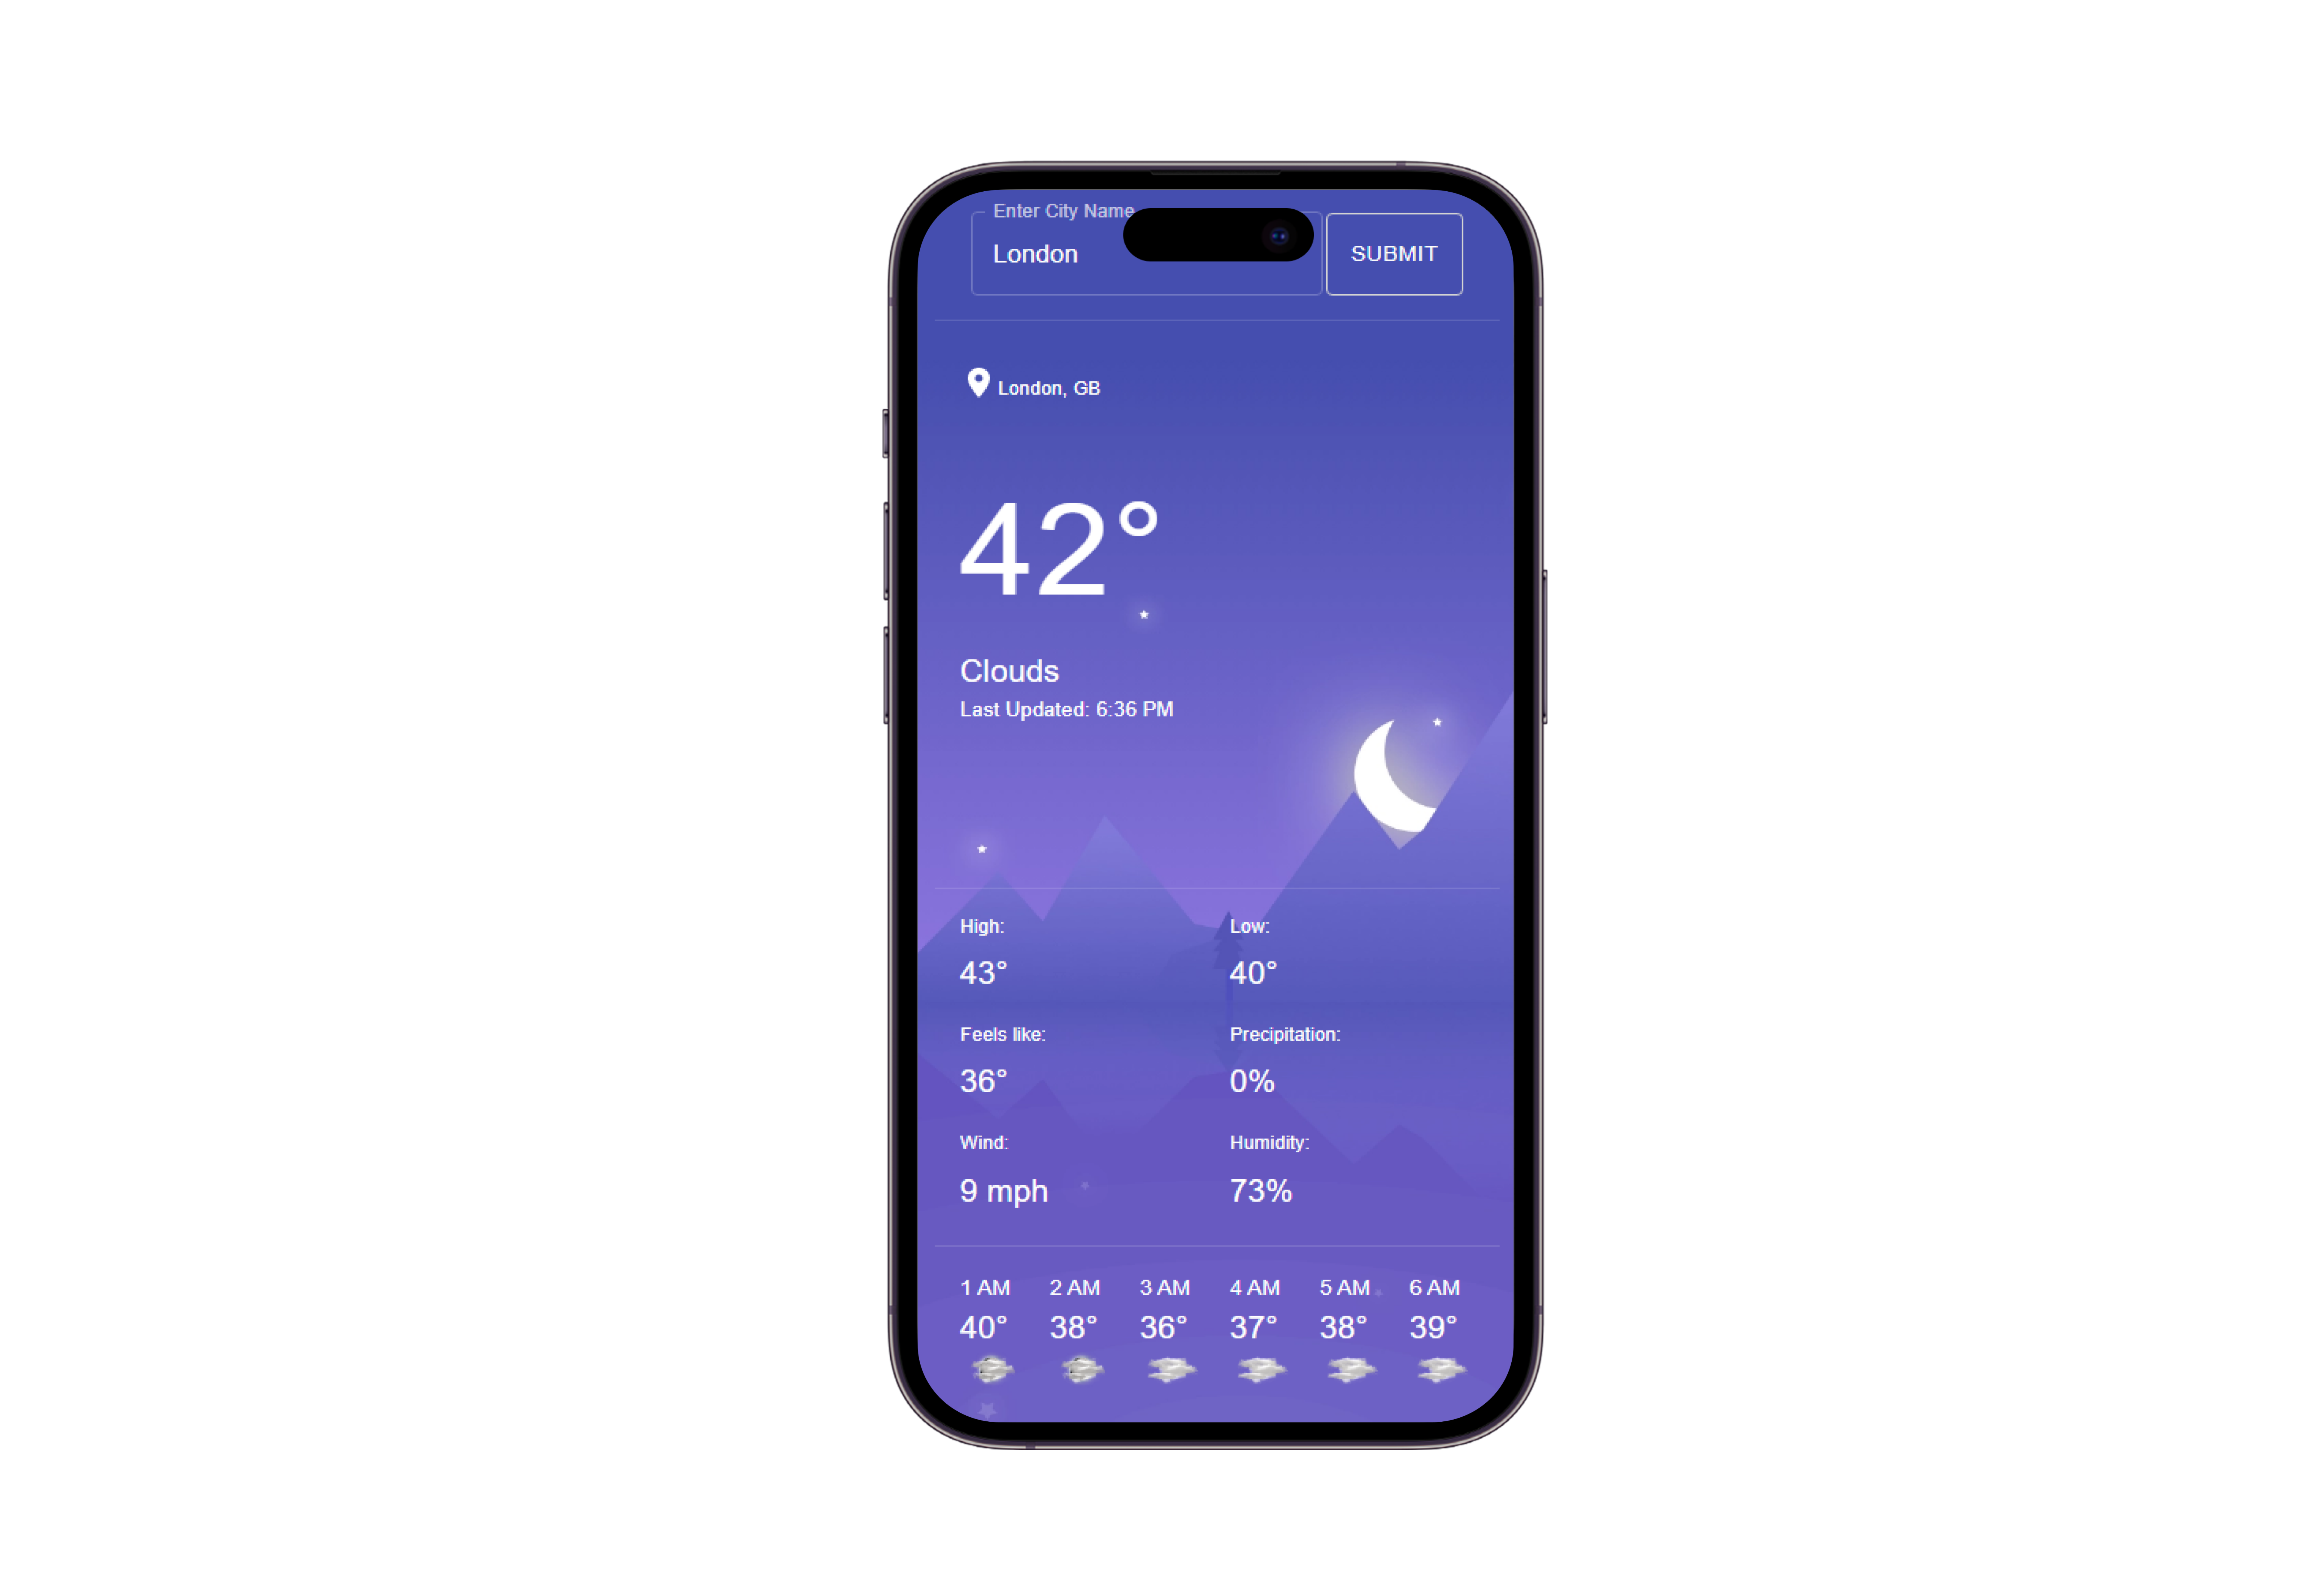 Enter City Name
London
SUBMIT
London, GB
42°
Clouds
Last Updated: 6:36 PM
High:
Low:
43°
40°
Feels like:
Precipitation:
36°
0%
Wind:
Humidity:
9 mph
73%
1 AM 2 AM 3 AM 4 AM 5 AM 6 AM
40° 38° 36° 37° 38° 39°